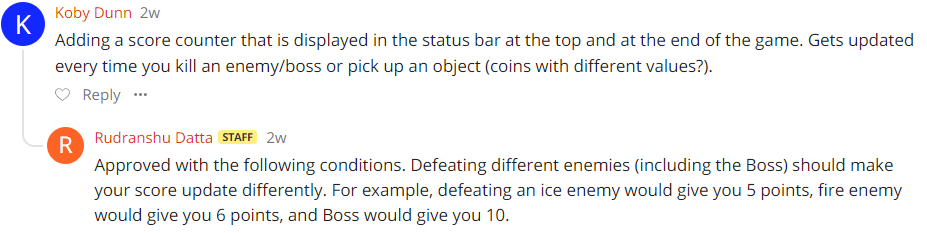 K
Koby Dunn 2w
Adding a score counter that is displayed in the status bar at the top and at the end of the game. Gets updated
every time you kill an enemy/boss or pick up an object (coins with different values?).
Reply ...
R
Rudranshu Datta STAFF 2w
Approved with the following conditions. Defeating different enemies (including the Boss) should make
your score update differently. For example, defeating an ice enemy would give you 5 points, fire enemy
would give you 6 points, and Boss would give you 10.